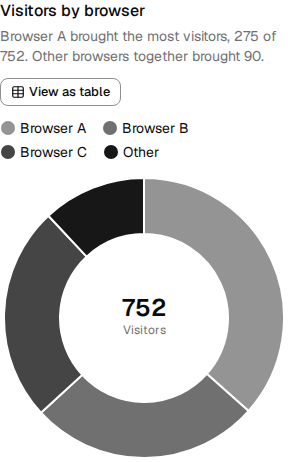 Visitors by browser
Browser A brought the most visitors, 275 of
752. Other browsers together brought 90.
View as table
Browser A Browser B
Browser C Other
752
Visitors